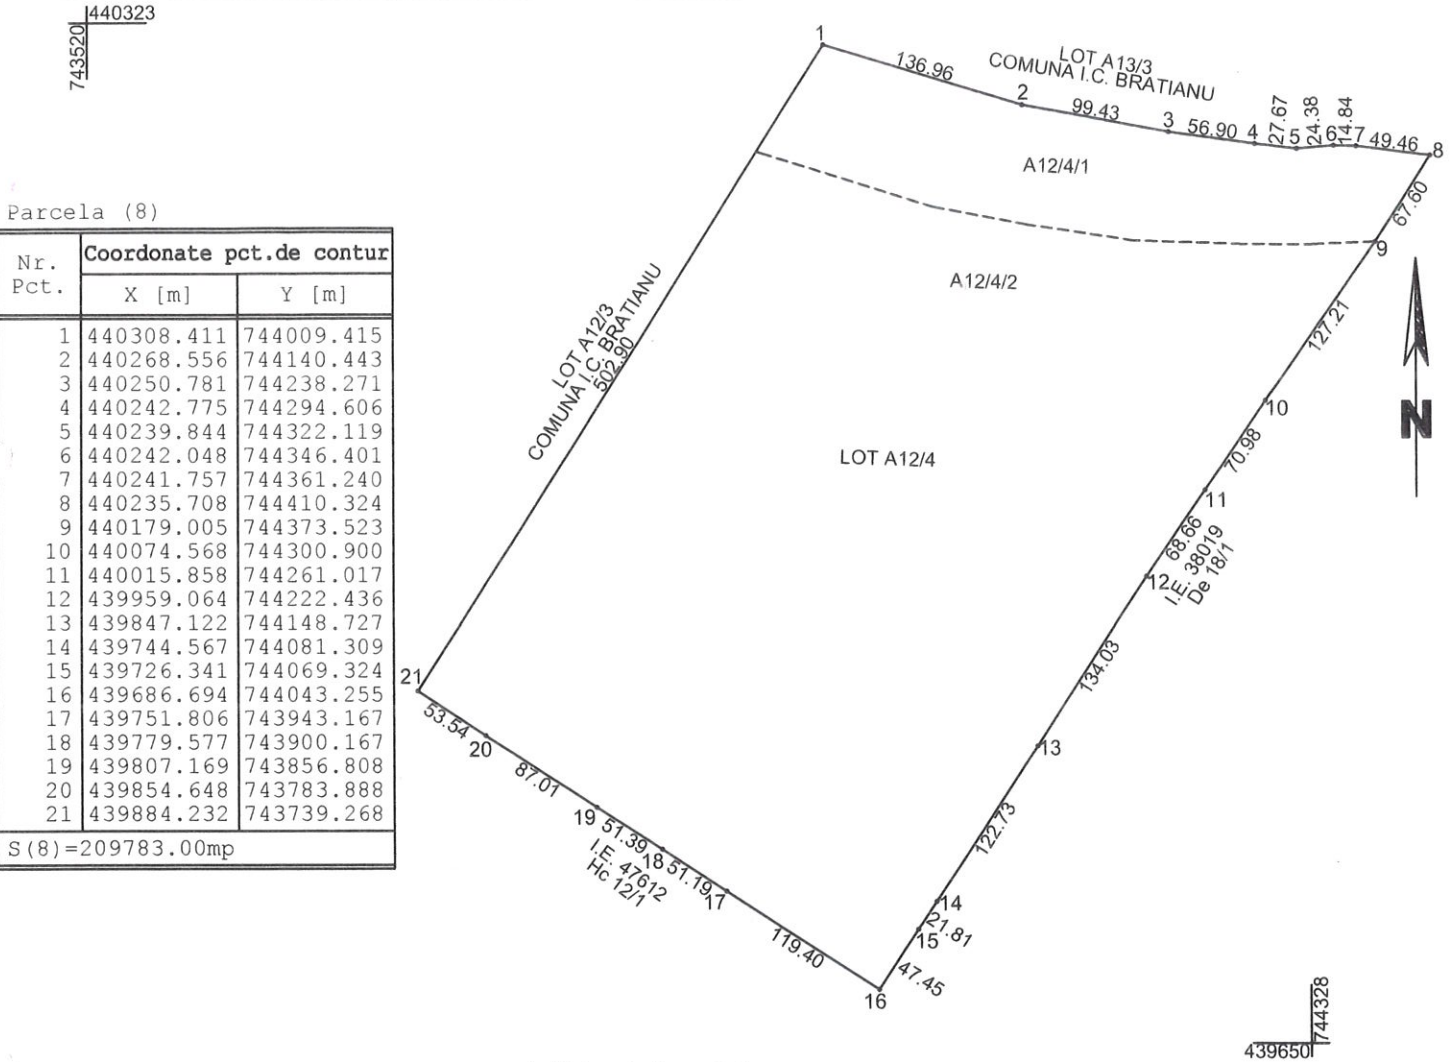 440323
743520
Parcela (8)
Nr. Pct. Coordonate pct.de contur
X [m] Y [m]
1 440308.411 744009.415
2 440268.556 744140.443
3 440250.781 744238.271
4 440242.775 744294.606
5 440239.844 744322.119
6 440242.048 744346.401
7 440241.757 744361.240
8 440235.708 744410.324
9 440179.005 744373.523
10 440074.568 744300.900
11 440015.858 744261.017
12 439959.064 744222.436
13 439847.122 744148.727
14 439744.567 744081.309
15 439726.341 744069.324
16 439686.694 744043.255
17 439751.806 743943.167
18 439779.577 743900.167
19 439807.169 743856.808
20 439854.648 743783.888
21 439884.232 743739.268
S(8)=209783.00mp
1
136.96
LOT A13/3
COMUNA I.C. BRATIANU
2
99.43
3
56.90
4
27.67
5
24.38
6
14.84
7
49.46
8
67.60
9
A12/4/1
A12/4/2
LOT A12/3
COMUNA I.C. BRATIANU
502.90
LOT A12/4
127.21
N
10
70.98
11
68.66
I.E. 38019
De 18/1
12
134.03
13
122.73
14
21.81
15
47.45
16
119.40
17
51.19
18
51.39
19
I.E. 47612
Hc 12/1
87.01
20
53.54
21
744328
439650